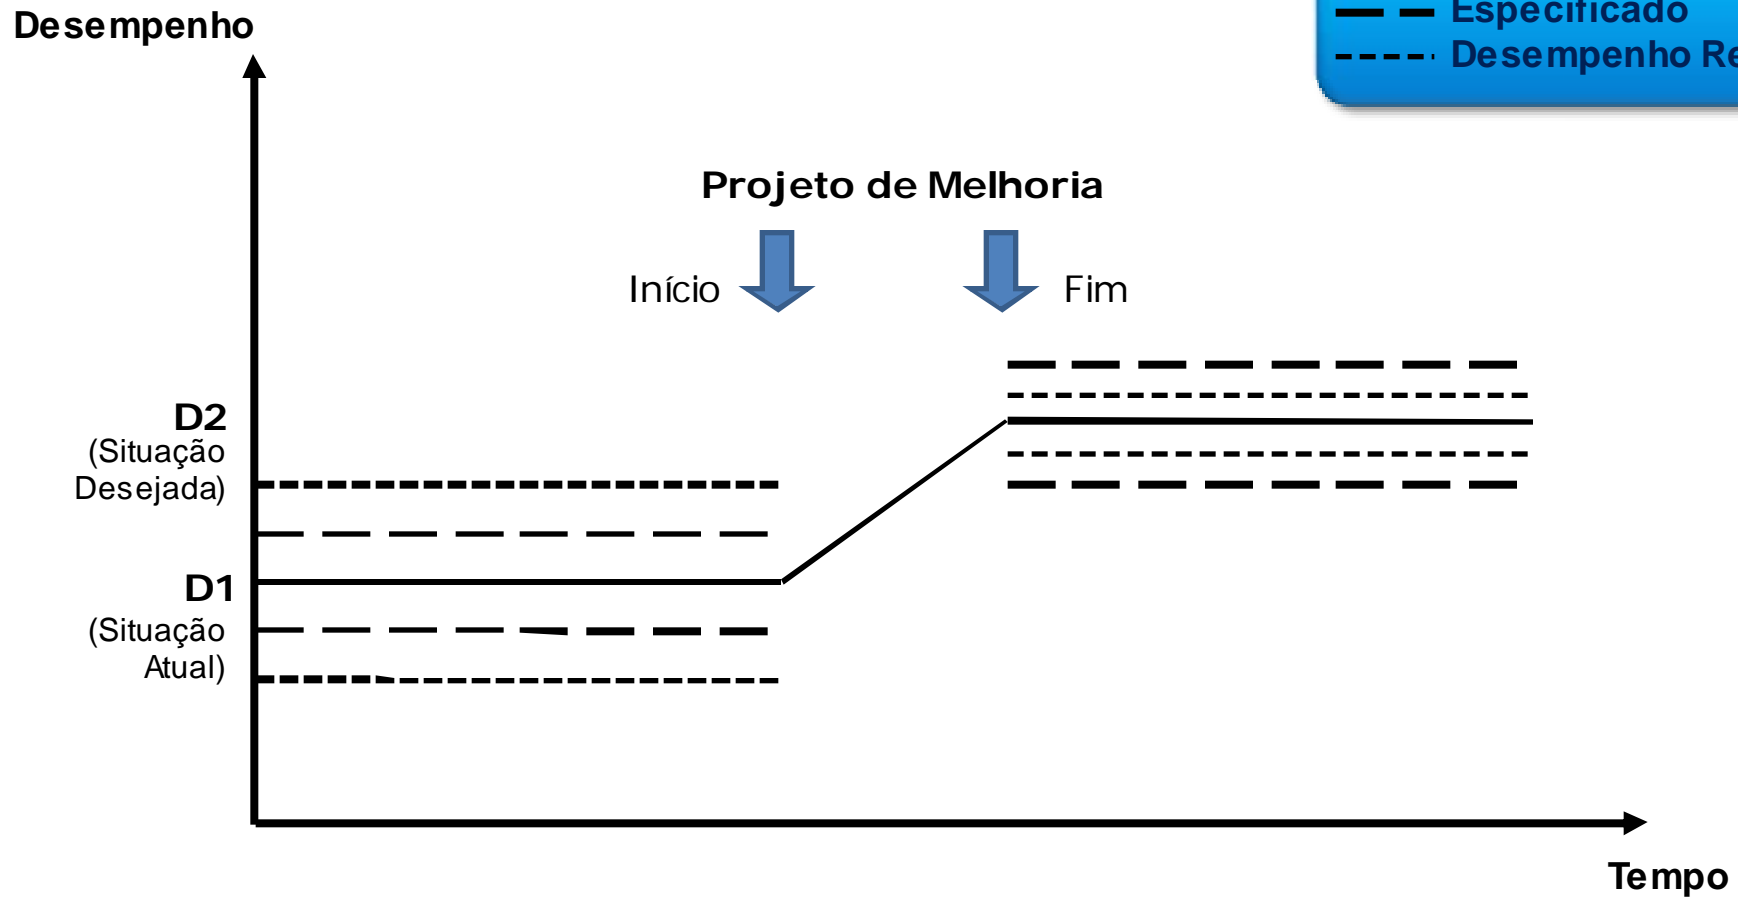 Desempenho
Especificado
Desempenho
Projeto de Melhoria
Início
Fim
D2
(Situação
Desejada)
D1
(Situação
Atual)
Tempo